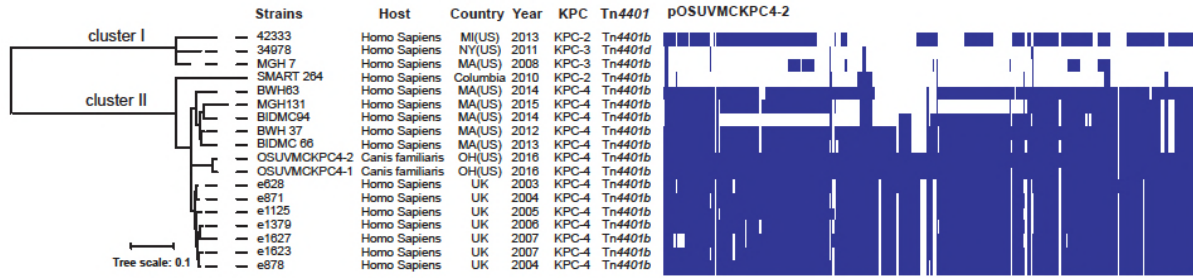 Strains Host Country Year KPC Tn4401 pOSUVMCKPC4-2
cluster I
42333 Homo Sapiens MI(US) 2013 KPC-2 Tn4401b
34978 Homo Sapiens NY(US) 2011 KPC-3 Tn4401d
MGH 7 Homo Sapiens MA(US) 2008 KPC-3 Tn4401b
SMART 264 Homo Sapiens Columbia 2010 KPC-2 Tn4401b
cluster II
BWH63 Homo Sapiens MA(US) 2014 KPC-4 Tn4401b
MGH131 Homo Sapiens MA(US) 2015 KPC-4 Tn4401b
BIDMC94 Homo Sapiens MA(US) 2014 KPC-4 Tn4401b
BWH 37 Homo Sapiens MA(US) 2012 KPC-4 Tn4401b
BIDMC 66 Homo Sapiens MA(US) 2013 KPC-4 Tn4401b
OSUVMCKPC4-2 Canis familiaris OH(US) 2016 KPC-4 Tn4401b
OSUVMCKPC4-1 Canis familiaris OH(US) 2016 KPC-4 Tn4401b
e628 Homo Sapiens UK 2003 KPC-4 Tn4401b
e871 Homo Sapiens UK 2004 KPC-4 Tn4401b
e1125 Homo Sapiens UK 2005 KPC-4 Tn4401b
e1379 Homo Sapiens UK 2006 KPC-4 Tn4401b
e1627 Homo Sapiens UK 2007 KPC-4 Tn4401b
e1623 Homo Sapiens UK 2007 KPC-4 Tn4401b
e878 Homo Sapiens UK 2004 KPC-4 Tn4401b
Tree scale: 0.1